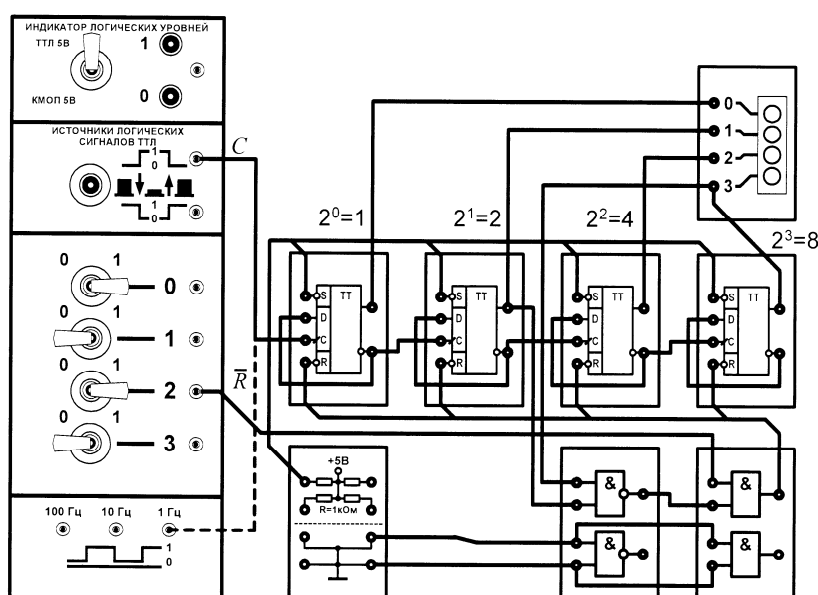 ИНДИКАТОР ЛОГИЧЕСКИХ УРОВНЕЙ
ТТЛ 5В
1
КМОП 5В
0
ИСТОЧНИКИ ЛОГИЧЕСКИХ
СИГНАЛОВ ТТЛ
1
0
1
0
C
0 1
0
0 1
1
0 1
2
0 1
3
R̅
100 Гц 10 Гц 1 Гц
1
0
0
1
2
3
2⁰=1 2¹=2 2²=4 2³=8
S TT
D
C
R
S TT
D
C
R
S TT
D
C
R
S TT
D
C
R
+5В
R=1кОм
& &
& &